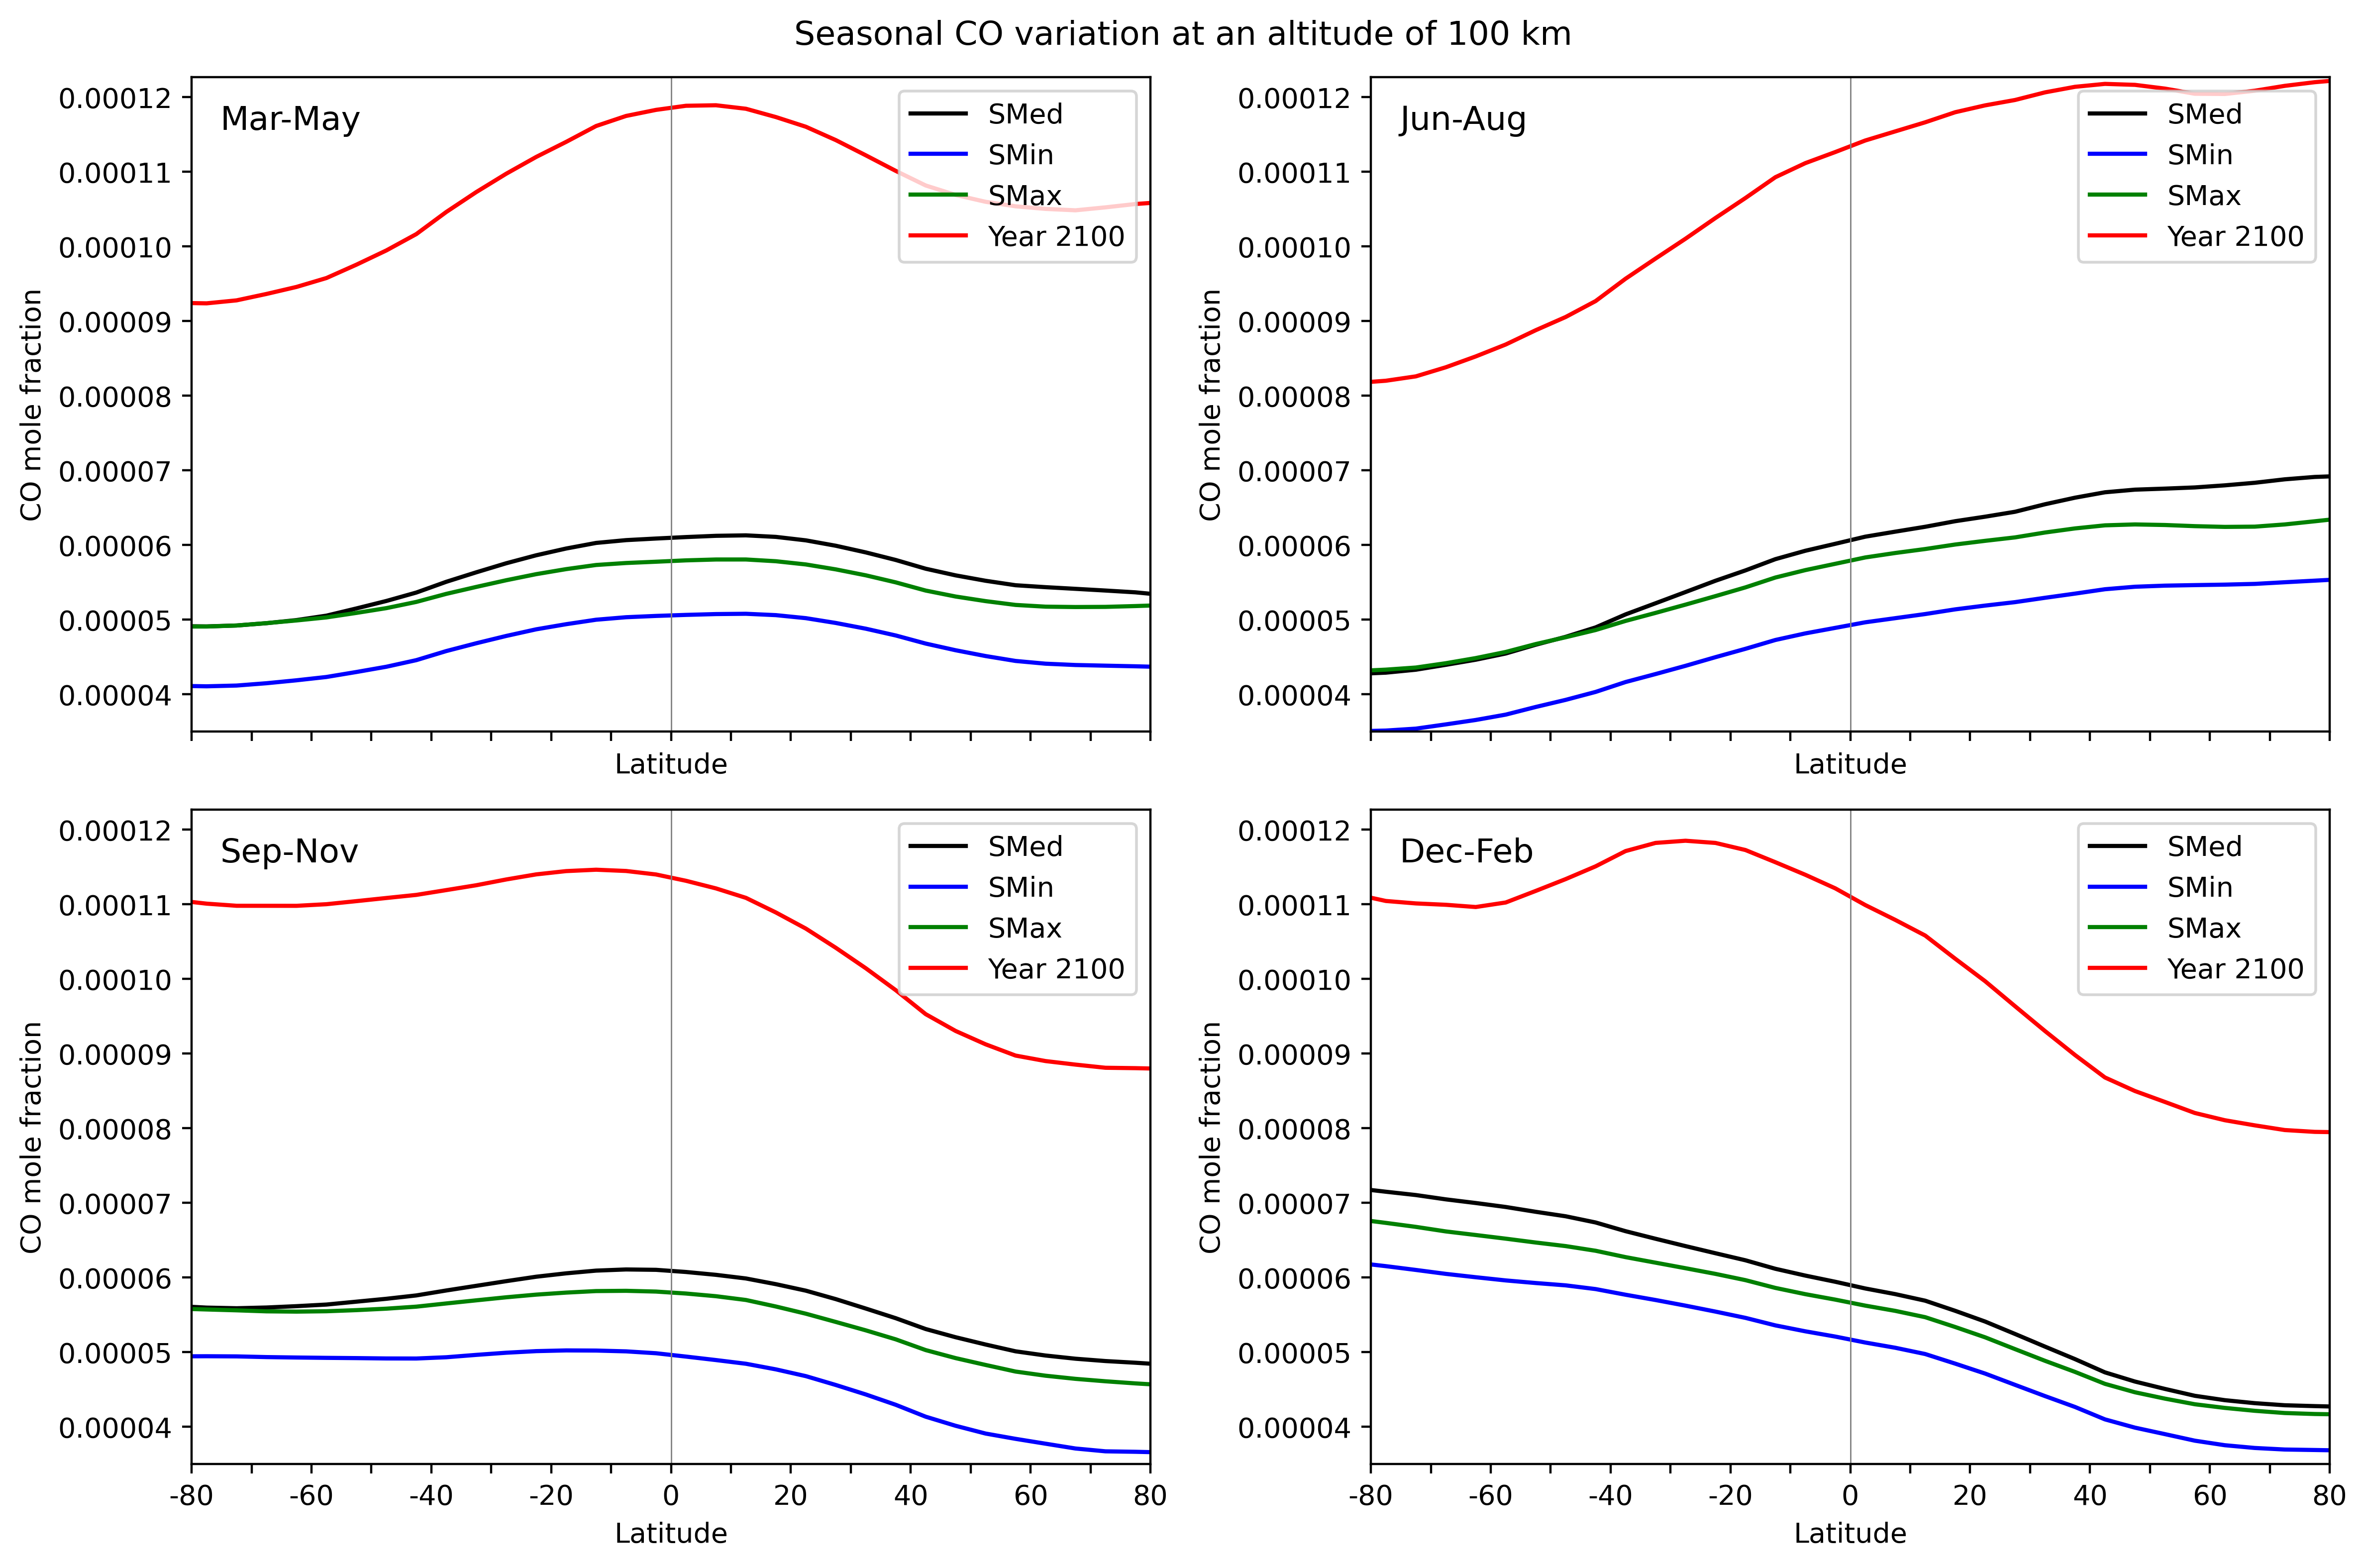 Seasonal CO variation at an altitude of 100 km
Mar-May
SMed
SMin
SMax
Year 2100
0.00012
0.00011
0.00010
0.00009
0.00008
0.00007
0.00006
0.00005
0.00004
CO mole fraction
Latitude
Jun-Aug
SMed
SMin
SMax
Year 2100
0.00012
0.00011
0.00010
0.00009
0.00008
0.00007
0.00006
0.00005
0.00004
CO mole fraction
Latitude
Sep-Nov
SMed
SMin
SMax
Year 2100
0.00012
0.00011
0.00010
0.00009
0.00008
0.00007
0.00006
0.00005
0.00004
CO mole fraction
-80 -60 -40 -20 0 20 40 60 80
Latitude
Dec-Feb
SMed
SMin
SMax
Year 2100
0.00012
0.00011
0.00010
0.00009
0.00008
0.00007
0.00006
0.00005
0.00004
CO mole fraction
-80 -60 -40 -20 0 20 40 60 80
Latitude